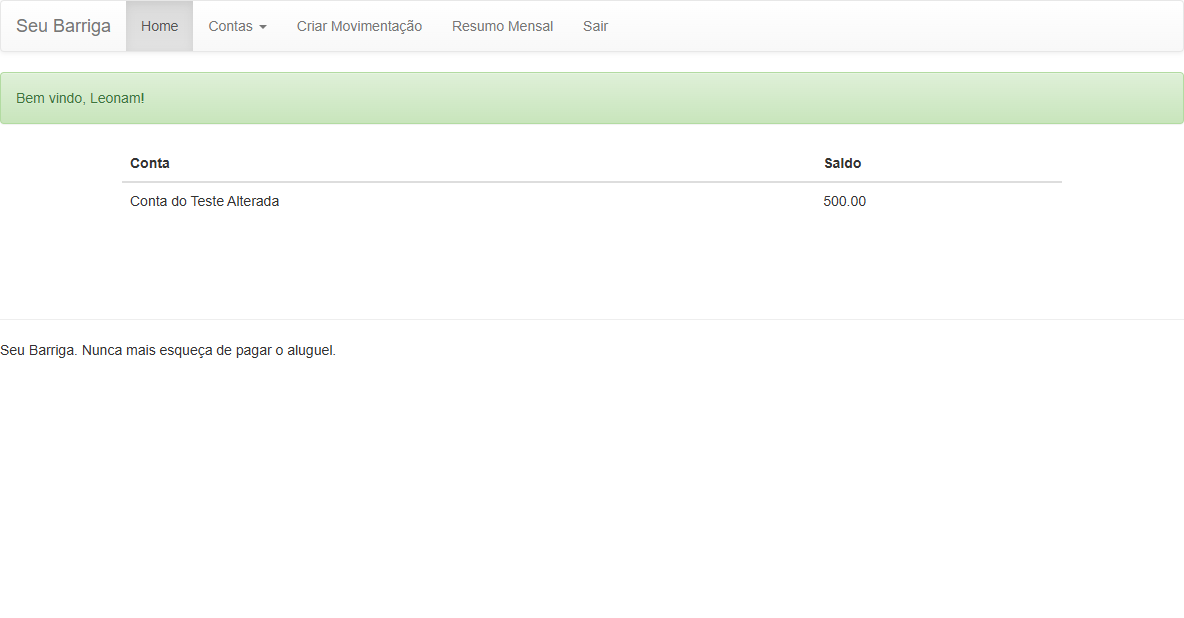 Seu Barriga Home Contas Criar Movimentação Resumo Mensal Sair
Bem vindo, Leonam!
Conta Saldo
Conta do Teste Alterada 500.00
Seu Barriga. Nunca mais esqueça de pagar o aluguel.